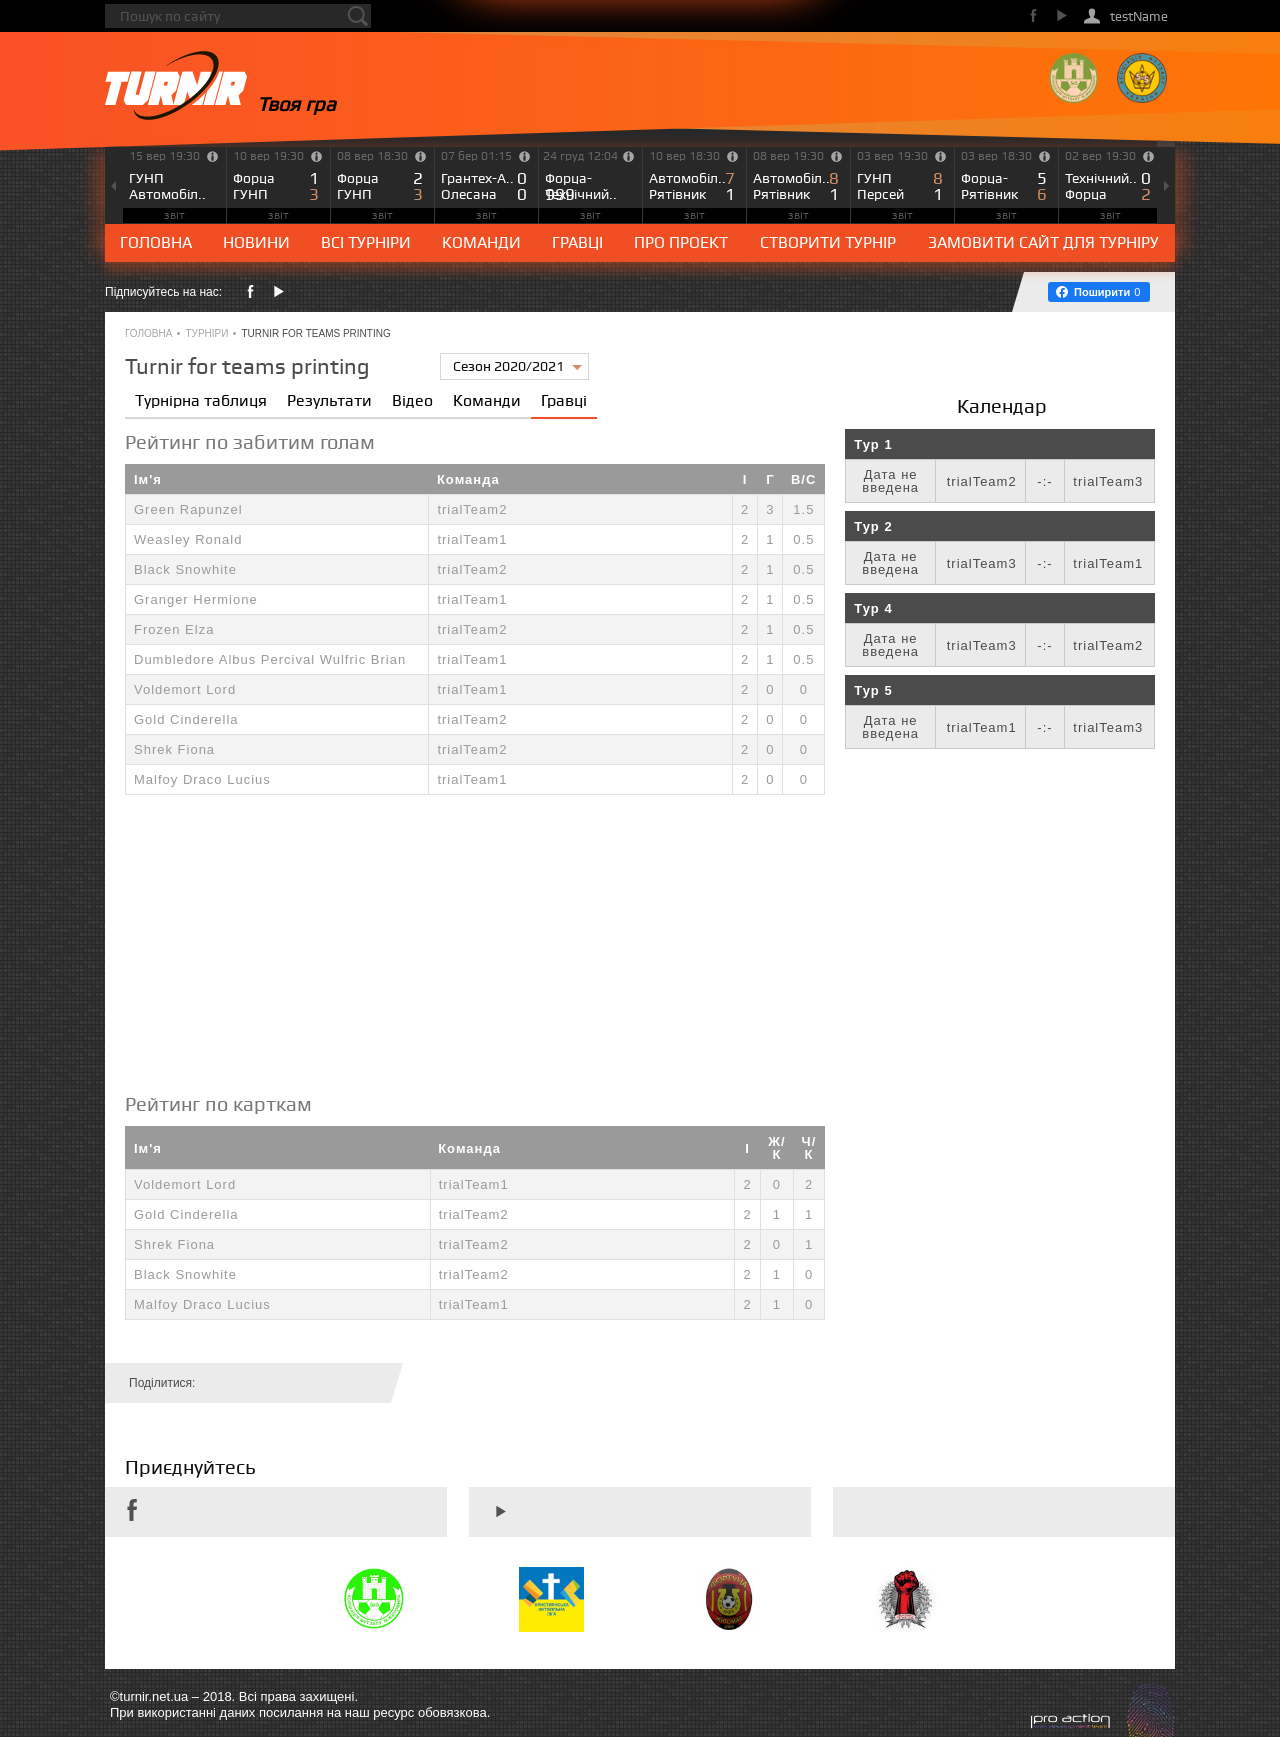 Пошук по сайту
testName
TURNIR
Твоя гра
15 вер 19:30 10 вер 19:30 08 вер 18:30 07 бер 01:15 24 груд 12:04 10 вер 18:30 08 вер 19:30 03 вер 19:30 03 вер 18:30 02 вер 19:30
ГУНП Форца 1 Форца 2 Грантех-А.. 0 Форца- Автомобіл.. 7 Автомобіл.. 8 ГУНП 8 Форца- 5 Технічний.. 0
Автомобіл.. ГУНП 3 ГУНП 3 Олесана 0 999 Технічний.. Рятівник 1 Рятівник 1 Персей 1 Рятівник 6 Форца 2
ЗВІТ ЗВІТ ЗВІТ ЗВІТ ЗВІТ ЗВІТ ЗВІТ ЗВІТ ЗВІТ ЗВІТ
ГОЛОВНА НОВИНИ ВСІ ТУРНІРИ КОМАНДИ ГРАВЦІ ПРО ПРОЕКТ СТВОРИТИ ТУРНІР ЗАМОВИТИ САЙТ ДЛЯ ТУРНІРУ
Підписуйтесь на нас:
Поширити 0
ГОЛОВНА • ТУРНІРИ • TURNIR FOR TEAMS PRINTING
Turnir for teams printing
Сезон 2020/2021
Турнірна таблиця Результати Відео Команди Гравці
Рейтинг по забитим голам
Ім'я Команда І Г В/С
Green Rapunzel trialTeam2 2 3 1.5
Weasley Ronald trialTeam1 2 1 0.5
Black Snowhite trialTeam2 2 1 0.5
Granger Hermione trialTeam1 2 1 0.5
Frozen Elza trialTeam2 2 1 0.5
Dumbledore Albus Percival Wulfric Brian trialTeam1 2 1 0.5
Voldemort Lord trialTeam1 2 0 0
Gold Cinderella trialTeam2 2 0 0
Shrek Fiona trialTeam2 2 0 0
Malfoy Draco Lucius trialTeam1 2 0 0
Календар
Тур 1
Дата не
введена
trialTeam2 -:- trialTeam3
Тур 2
Дата не
введена
trialTeam3 -:- trialTeam1
Тур 4
Дата не
введена
trialTeam3 -:- trialTeam2
Тур 5
Дата не
введена
trialTeam1 -:- trialTeam3
Рейтинг по карткам
Ім'я Команда І Ж/К Ч/К
Voldemort Lord trialTeam1 2 0 2
Gold Cinderella trialTeam2 2 1 1
Shrek Fiona trialTeam2 2 0 1
Black Snowhite trialTeam2 2 1 0
Malfoy Draco Lucius trialTeam1 2 1 0
Поділитися:
Приєднуйтесь
©turnir.net.ua – 2018. Всі права захищені.
При використанні даних посилання на наш ресурс обовязкова.
pro action